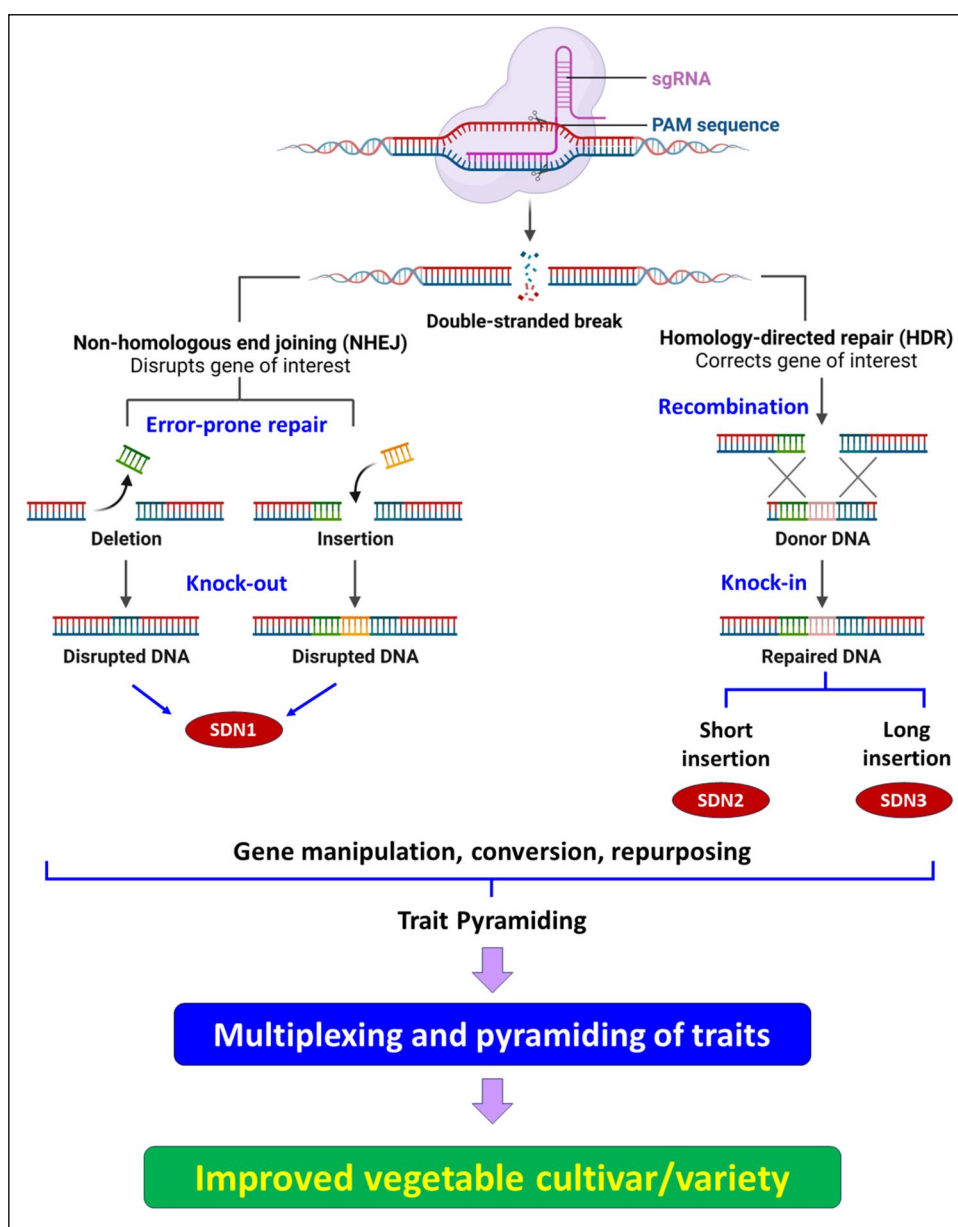 sgRNA
PAM sequence
Double-stranded break
Non-homologous end joining (NHEJ)
Disrupts gene of interest
Homology-directed repair (HDR)
Corrects gene of interest
Error-prone repair
Recombination
Deletion
Insertion
Donor DNA
Knock-out
Knock-in
Disrupted DNA
Disrupted DNA
Repaired DNA
SDN1
Short
insertion
Long
insertion
SDN2
SDN3
Gene manipulation, conversion, repurposing
Trait Pyramiding
Multiplexing and pyramiding of traits
Improved vegetable cultivar/variety